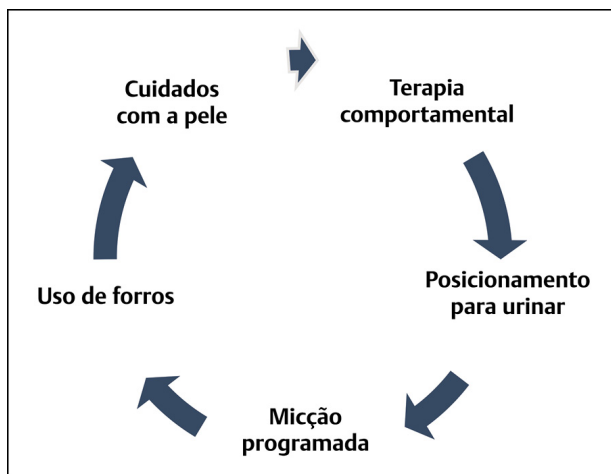 Cuidados
com a pele
Terapia
comportamental
Posicionamento
para urinar
Micção
programada
Uso de forros